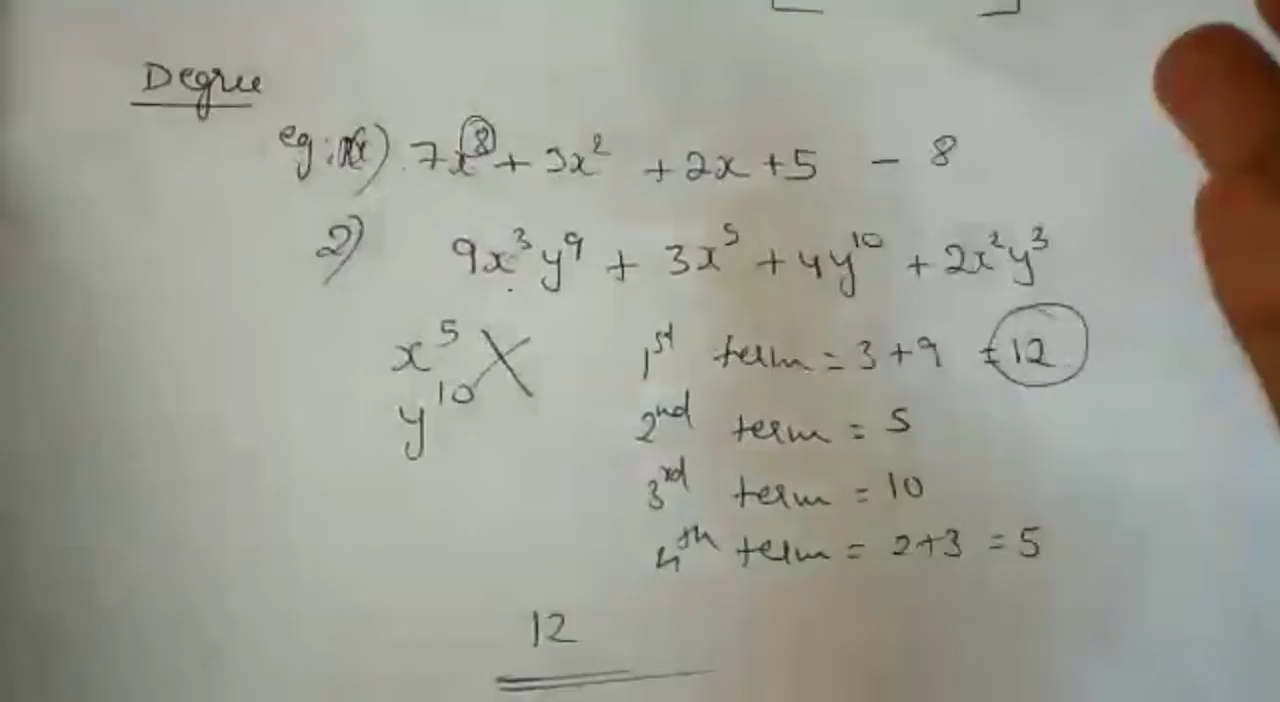 Degree
eg: 7x⁸ + 3x² + 2x + 5 – 8
2) 9x³y⁹ + 3x⁵ + 4y¹⁰ + 2x²y³
x⁵
y¹⁰
1st term = 3 + 9 = 12
2nd term = 5
3rd term = 10
4th term = 2+3 = 5
12